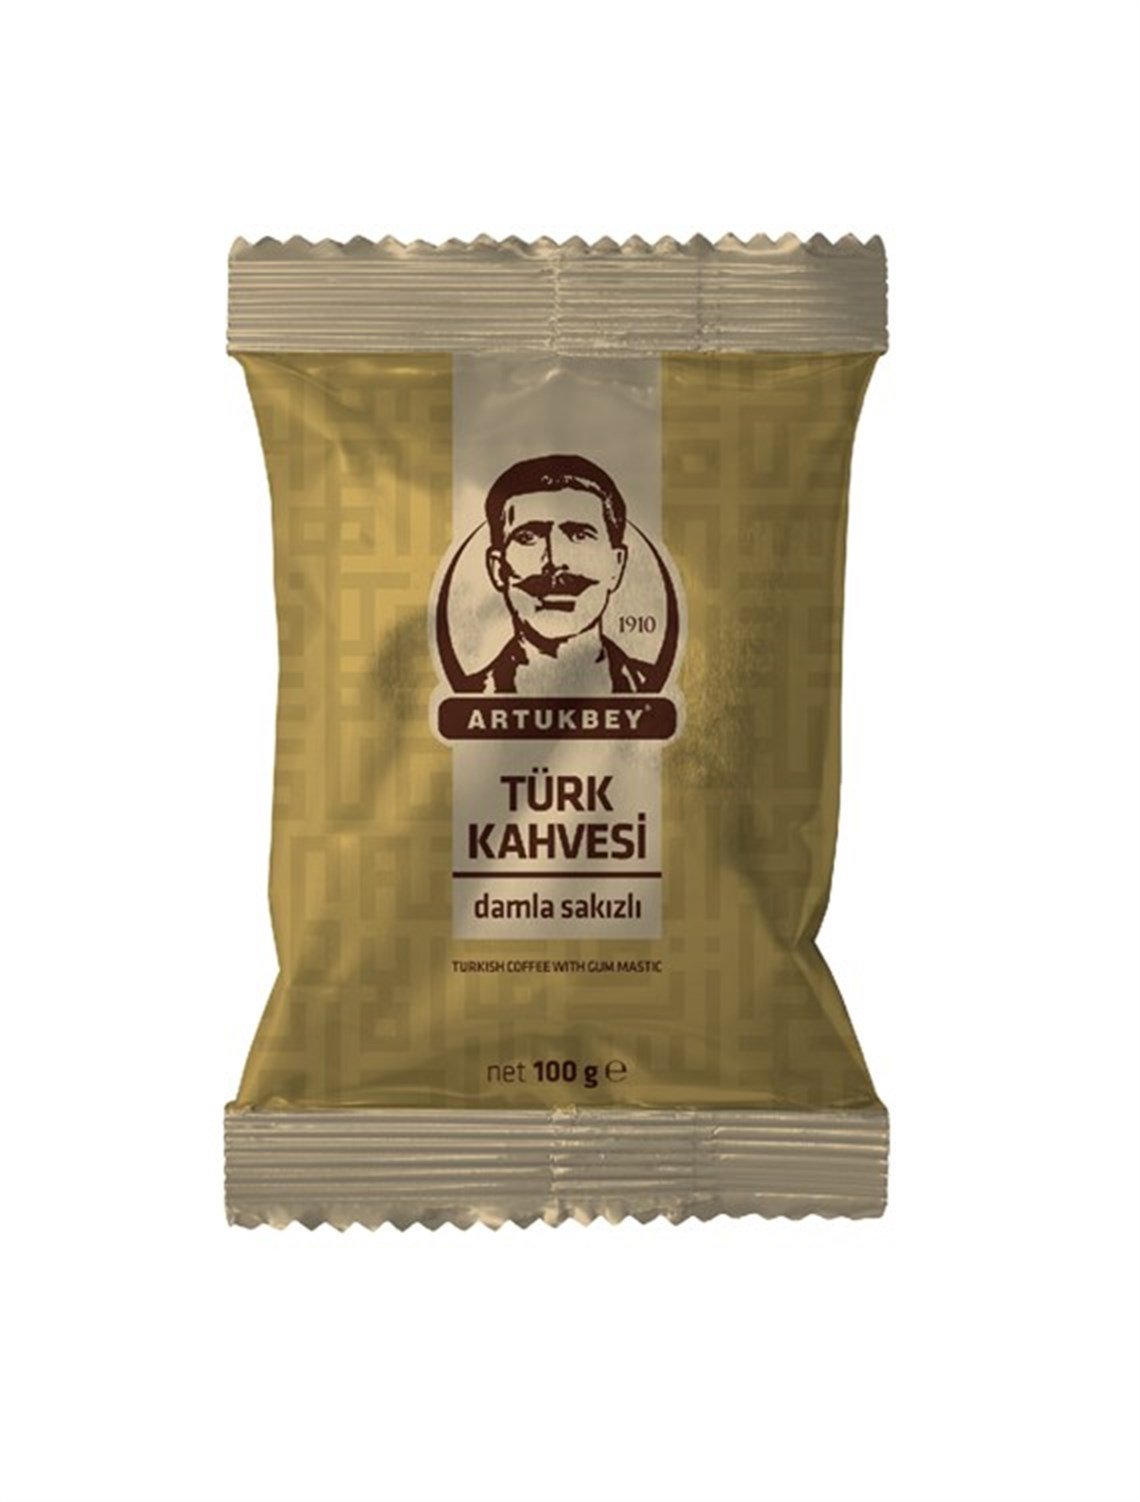 1910
ARTUKBEY®
TÜRK
KAHVESİ
damla sakızlı
TURKISH COFFEE WITH GUM MASTIC
net 100 g ℮